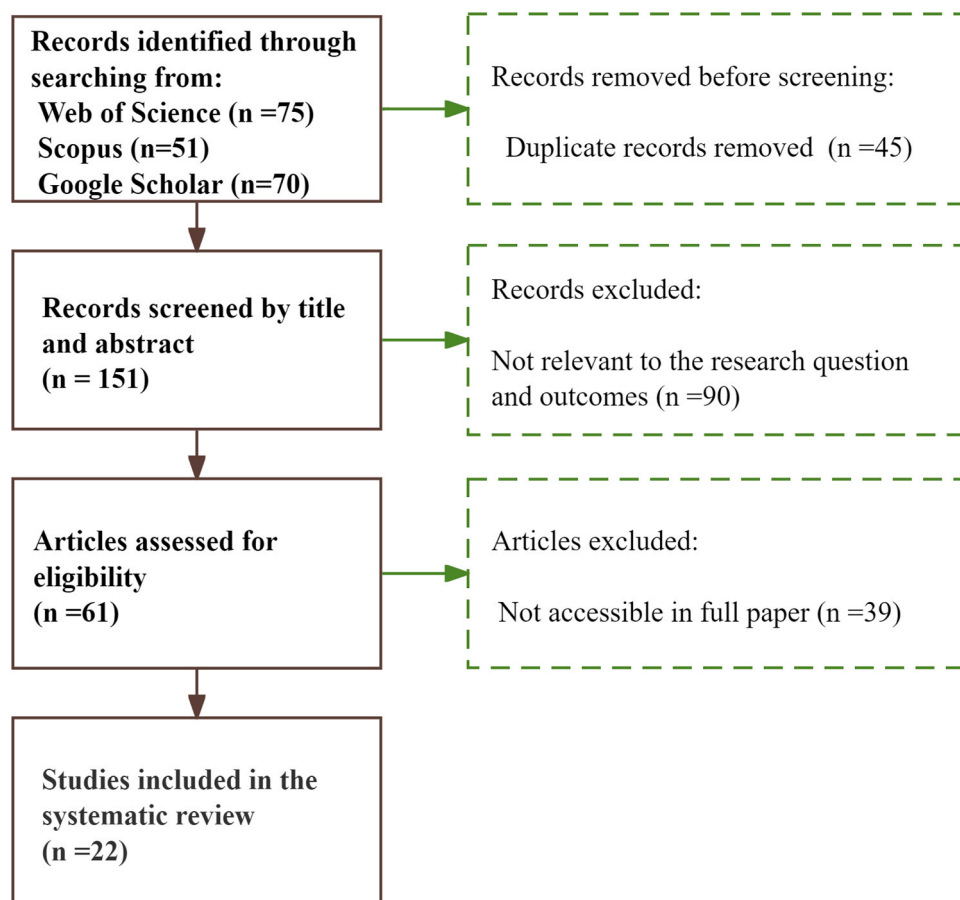 Records identified through
searching from:
Web of Science (n =75)
Scopus (n=51)
Google Scholar (n=70)
Records removed before screening:
Duplicate records removed (n =45)
Records screened by title
and abstract
(n = 151)
Records excluded:
Not relevant to the research question
and outcomes (n =90)
Articles assessed for
eligibility
(n =61)
Articles excluded:
Not accessible in full paper (n =39)
Studies included in the
systematic review
(n =22)